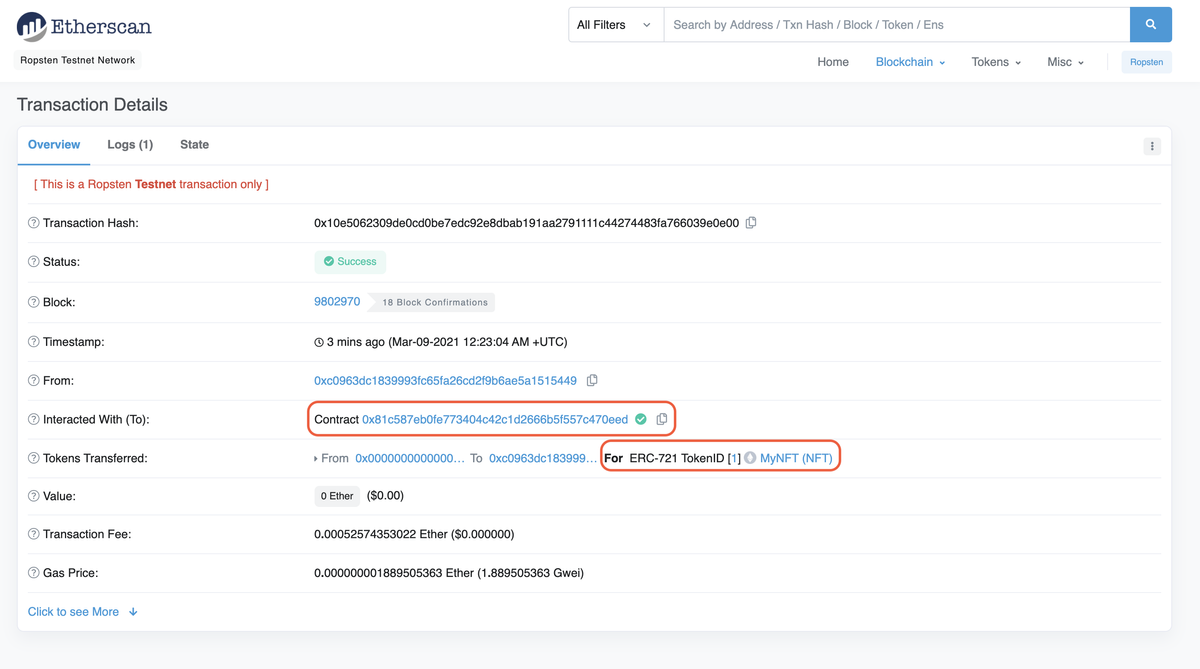 Etherscan
All Filters
Search by Address / Txn Hash / Block / Token / Ens
Ropsten Testnet Network
Home Blockchain Tokens Misc Ropsten
Transaction Details
Overview Logs (1) State
[ This is a Ropsten Testnet transaction only ]
Transaction Hash: 0x10e5062309de0cd0be7edc92e8dbab191aa2791111c44274483fa766039e0e00
Status: Success
Block: 9802970 18 Block Confirmations
Timestamp: 3 mins ago (Mar-09-2021 12:23:04 AM +UTC)
From: 0xc0963dc1839993fc65fa26cd2f9b6ae5a1515449
Interacted With (To): Contract 0x81c587eb0fe773404c42c1d2666b5f557c470eed
Tokens Transferred: From 0x0000000000000... To 0xc0963dc183999... For ERC-721 TokenID [1] MyNFT (NFT)
Value: 0 Ether ($0.00)
Transaction Fee: 0.00052574353022 Ether ($0.000000)
Gas Price: 0.000000001889505363 Ether (1.889505363 Gwei)
Click to see More